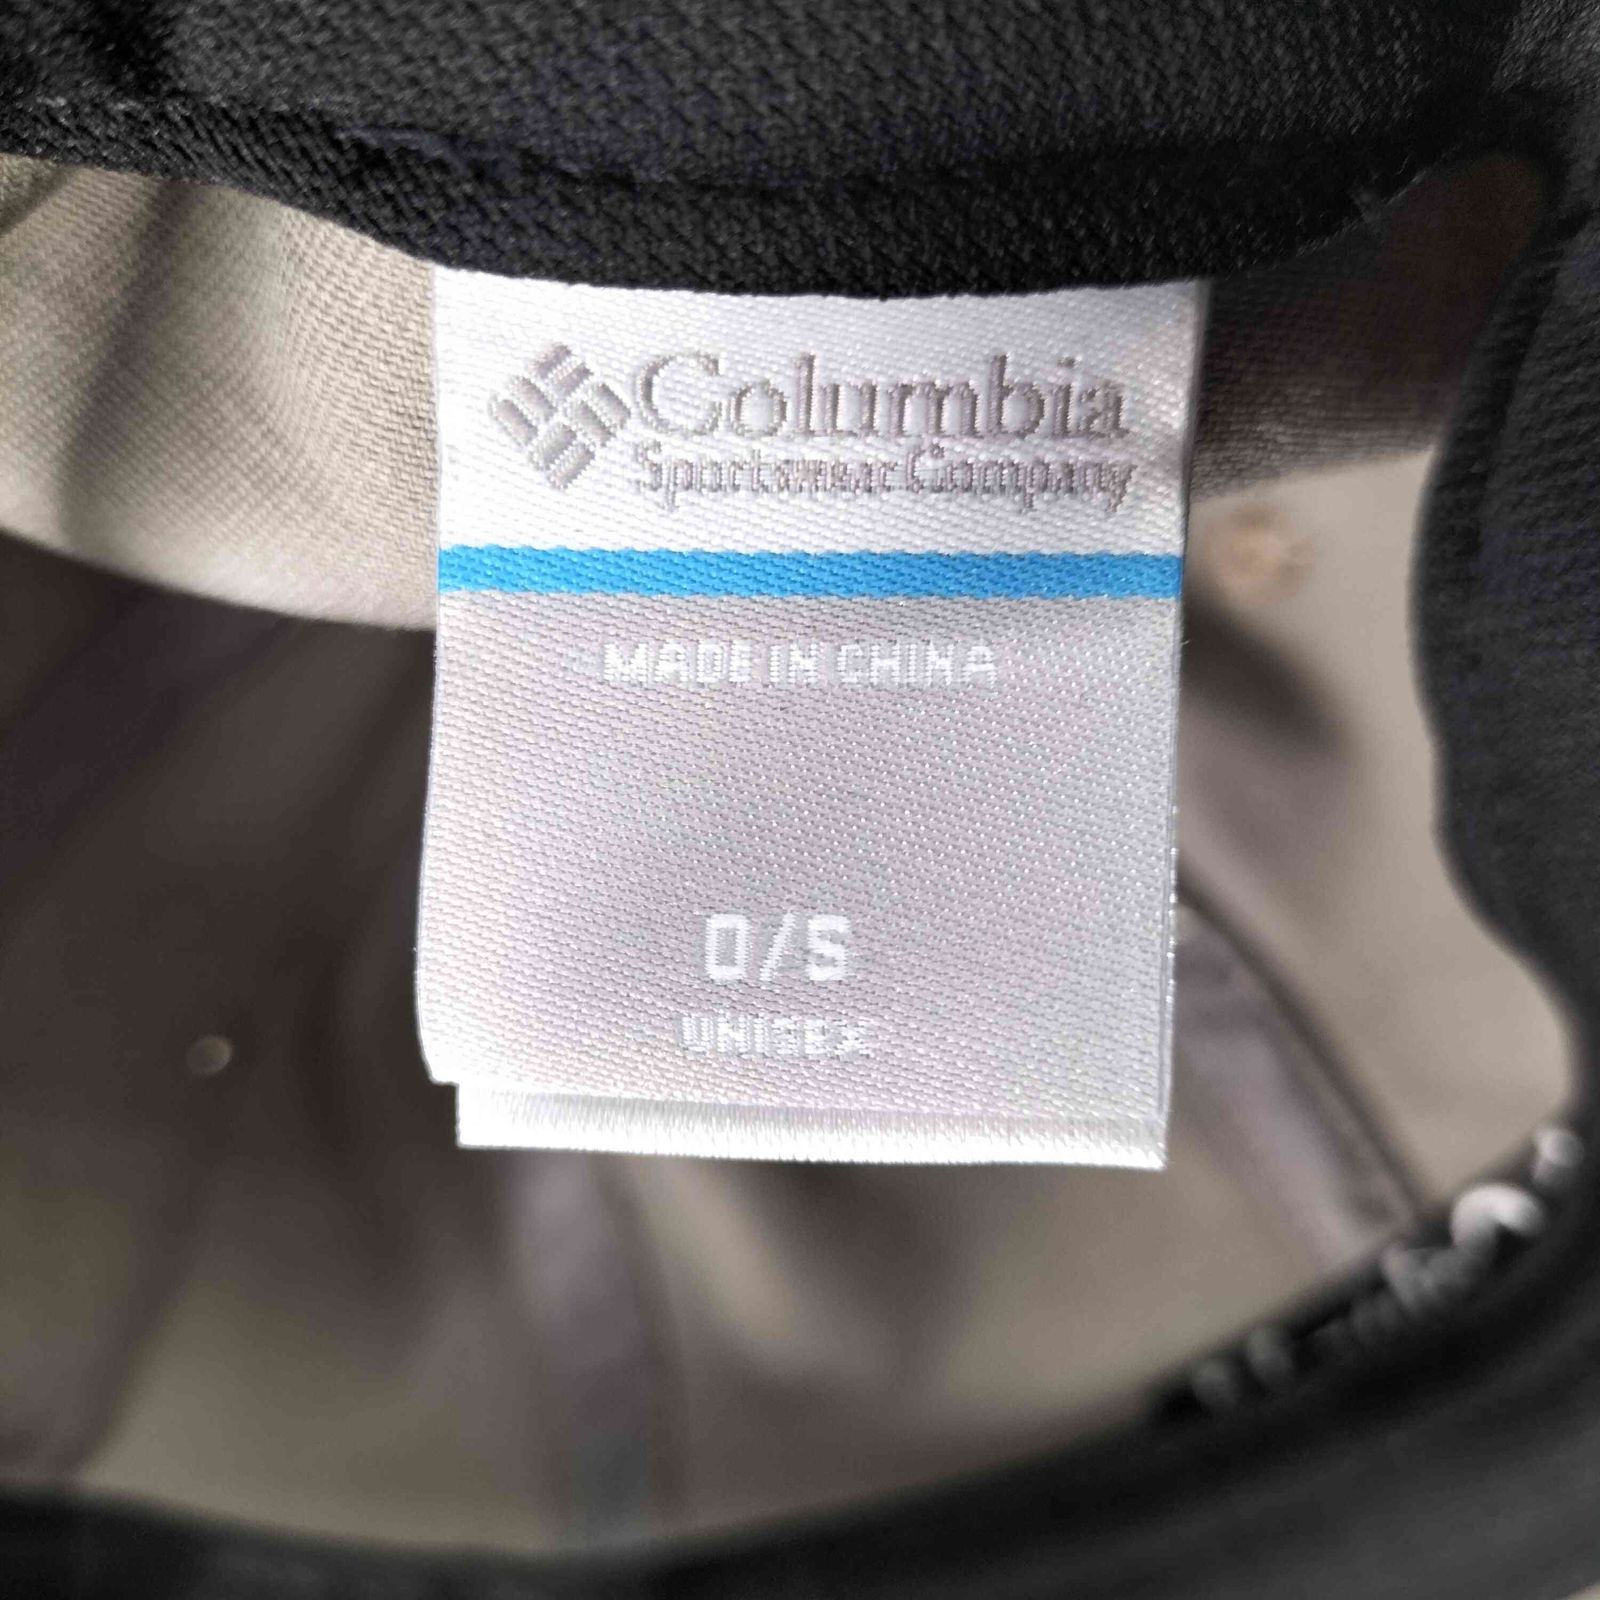 Columbia
Sportswear Company
MADE IN CHINA
O/S
UNISEX